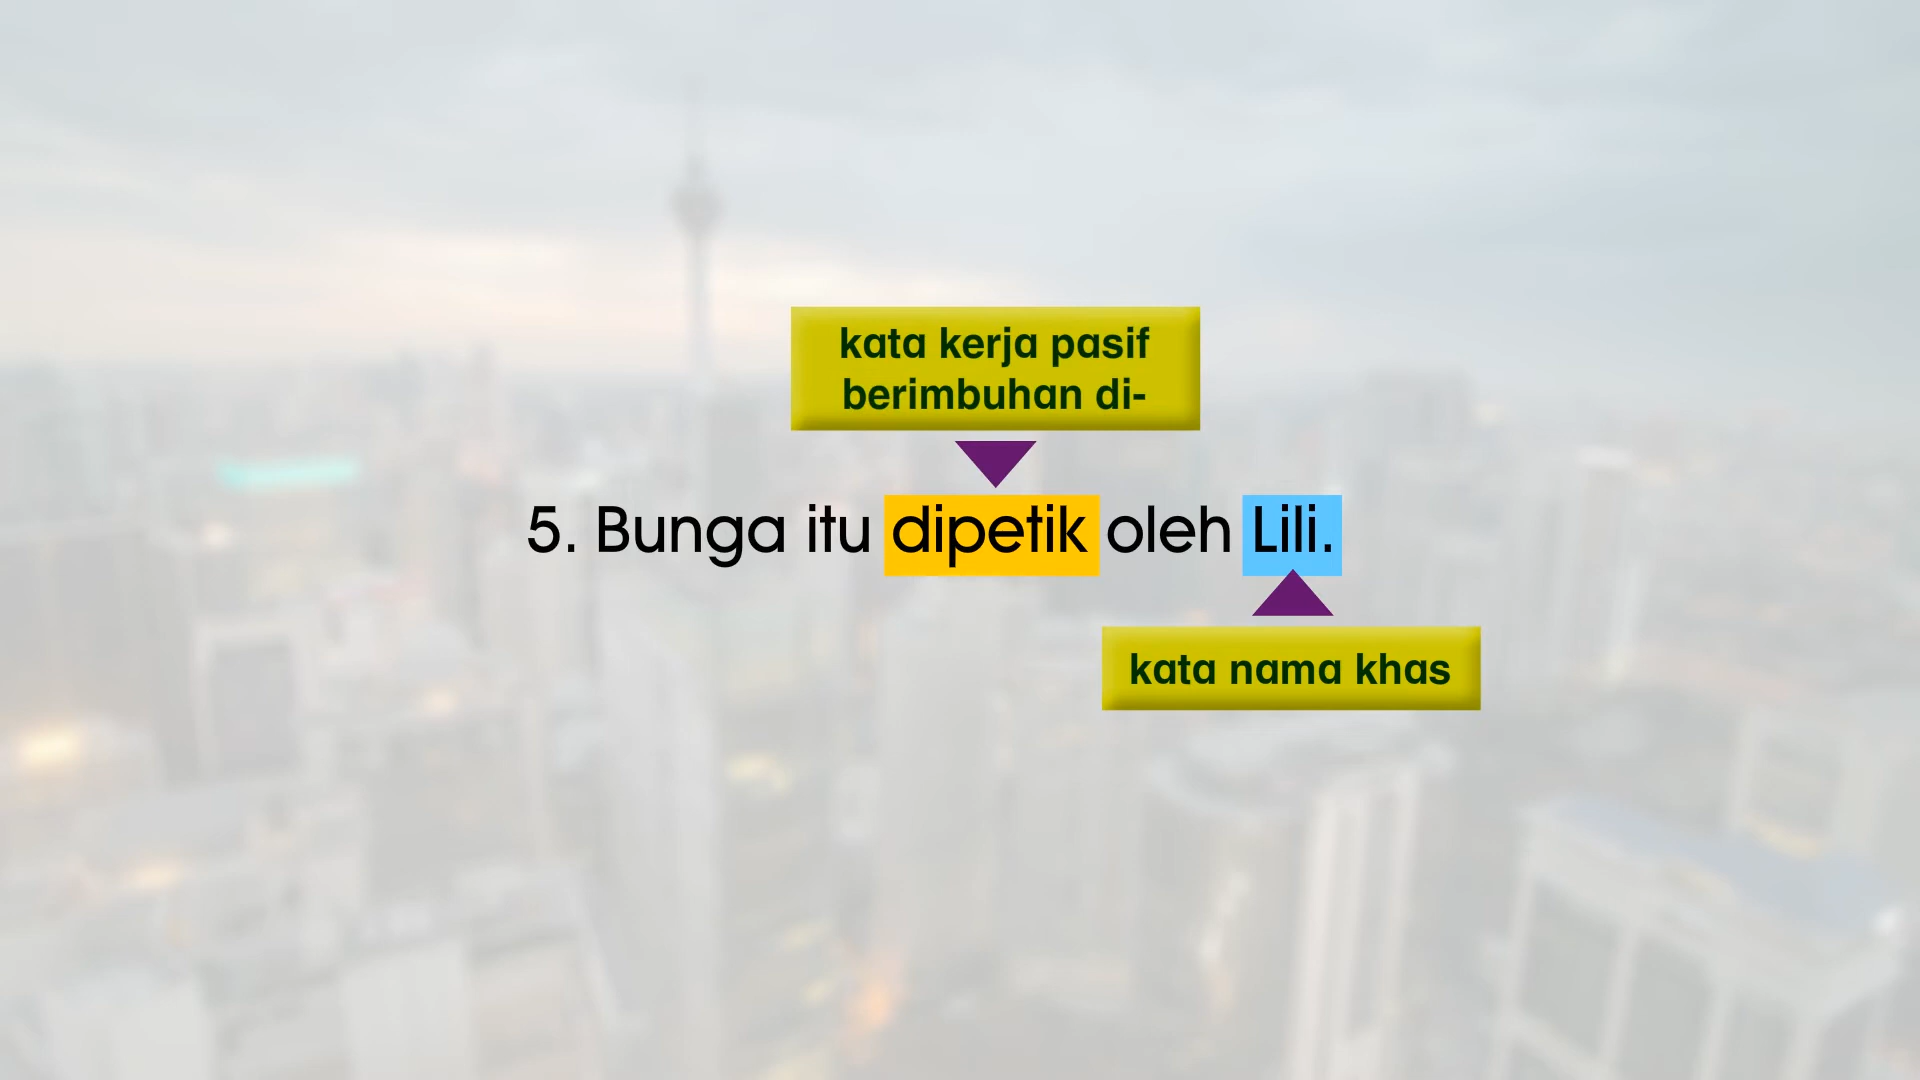 kata kerja pasif
berimbuhan di-
5. Bunga itu dipetik oleh Lili.
kata nama khas